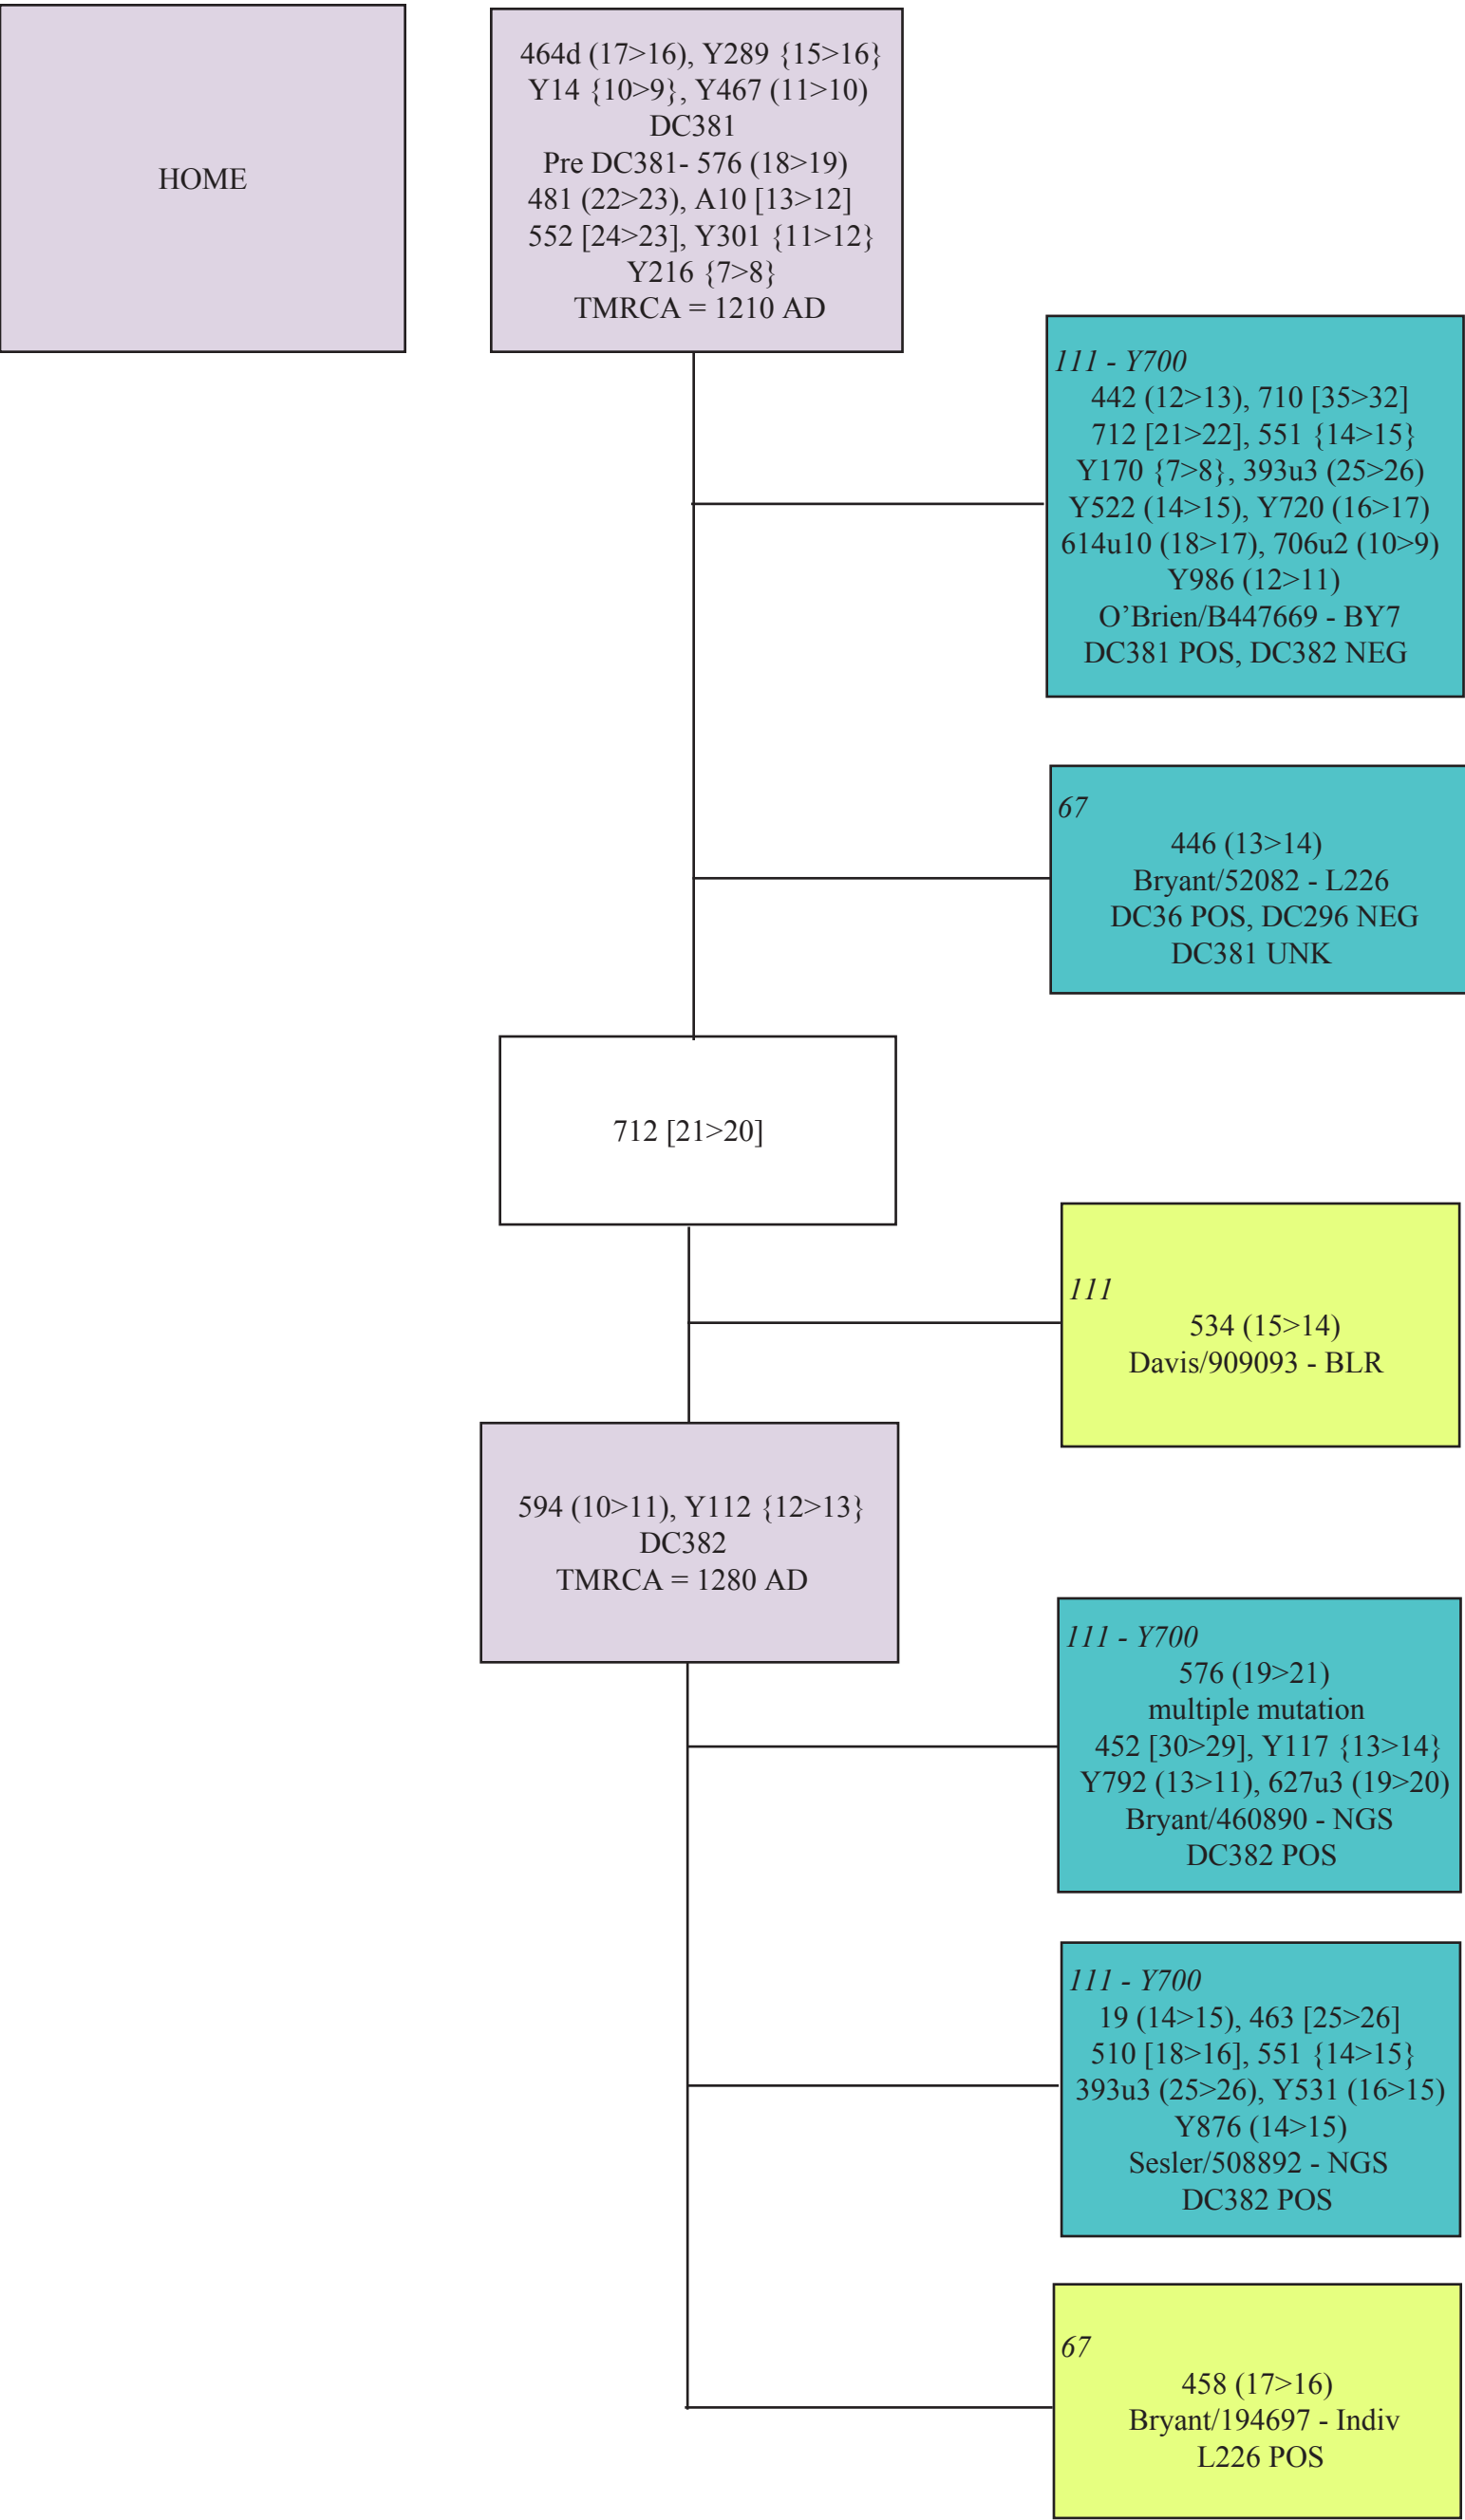 HOME
464d (17>16), Y289 {15>16}
Y14 {10>9}, Y467 (11>10)
DC381
Pre DC381- 576 (18>19)
481 (22>23), A10 [13>12]
552 [24>23], Y301 {11>12}
Y216 {7>8}
TMRCA = 1210 AD
111 - Y700
442 (12>13), 710 [35>32]
712 [21>22], 551 {14>15}
Y170 {7>8}, 393u3 (25>26)
Y522 (14>15), Y720 (16>17)
614u10 (18>17), 706u2 (10>9)
Y986 (12>11)
O’Brien/B447669 - BY7
DC381 POS, DC382 NEG
67
446 (13>14)
Bryant/52082 - L226
DC36 POS, DC296 NEG
DC381 UNK
712 [21>20]
111
534 (15>14)
Davis/909093 - BLR
594 (10>11), Y112 {12>13}
DC382
TMRCA = 1280 AD
111 - Y700
576 (19>21)
multiple mutation
452 [30>29], Y117 {13>14}
Y792 (13>11), 627u3 (19>20)
Bryant/460890 - NGS
DC382 POS
111 - Y700
19 (14>15), 463 [25>26]
510 [18>16], 551 {14>15}
393u3 (25>26), Y531 (16>15)
Y876 (14>15)
Sesler/508892 - NGS
DC382 POS
67
458 (17>16)
Bryant/194697 - Indiv
L226 POS